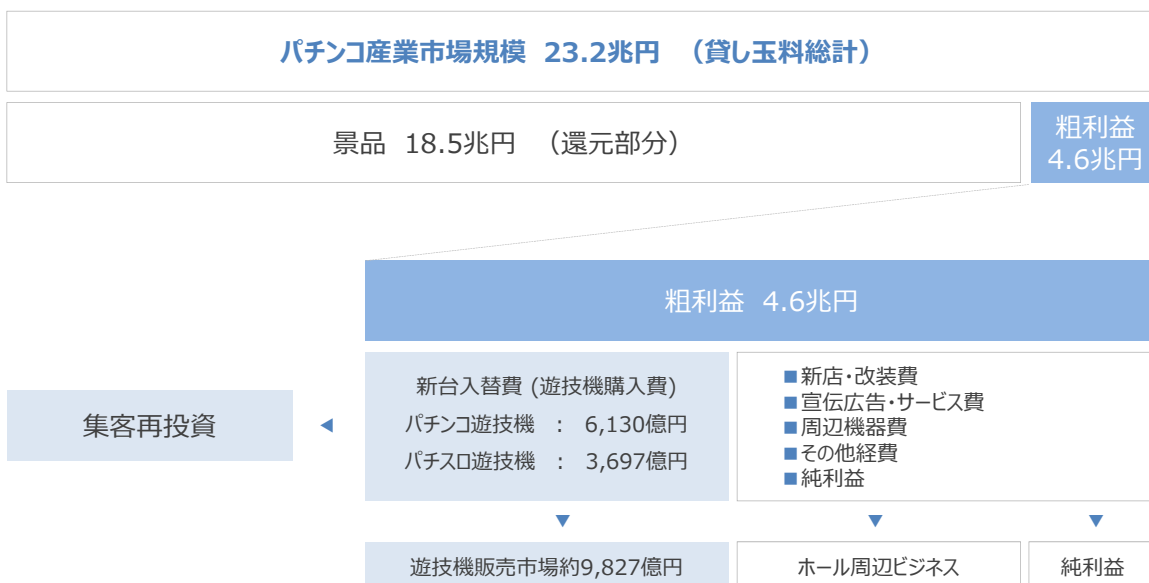 パチンコ産業市場規模 23.2兆円 （貸し玉料総計）
景品 18.5兆円 （還元部分）
粗利益
4.6兆円
粗利益 4.6兆円
新台入替費 (遊技機購入費)
パチンコ遊技機 : 6,130億円
パチスロ遊技機 : 3,697億円
■新店・改装費
■宣伝広告・サービス費
■周辺機器費
■その他経費
■純利益
集客再投資
遊技機販売市場約9,827億円
ホール周辺ビジネス
純利益